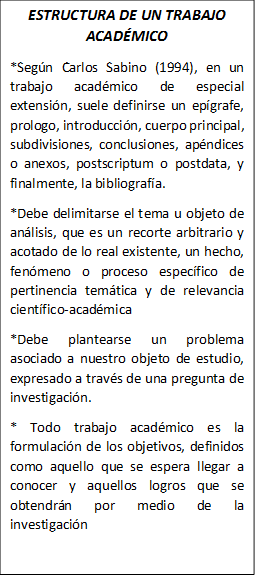 ESTRUCTURA DE UN TRABAJO
ACADÉMICO
*Según Carlos Sabino (1994), en un
trabajo académico de especial
extensión, suele definirse un epígrafe,
prologo, introducción, cuerpo principal,
subdivisiones, conclusiones, apéndices
o anexos, postscriptum o postdata, y
finalmente, la bibliografía.
*Debe delimitarse el tema u objeto de
análisis, que es un recorte arbitrario y
acotado de lo real existente, un hecho,
fenómeno o proceso específico de
pertinencia temática y de relevancia
científico-académica
*Debe plantearse un problema
asociado a nuestro objeto de estudio,
expresado a través de una pregunta de
investigación.
* Todo trabajo académico es la
formulación de los objetivos, definidos
como aquello que se espera llegar a
conocer y aquellos logros que se
obtendrán por medio de la
investigación